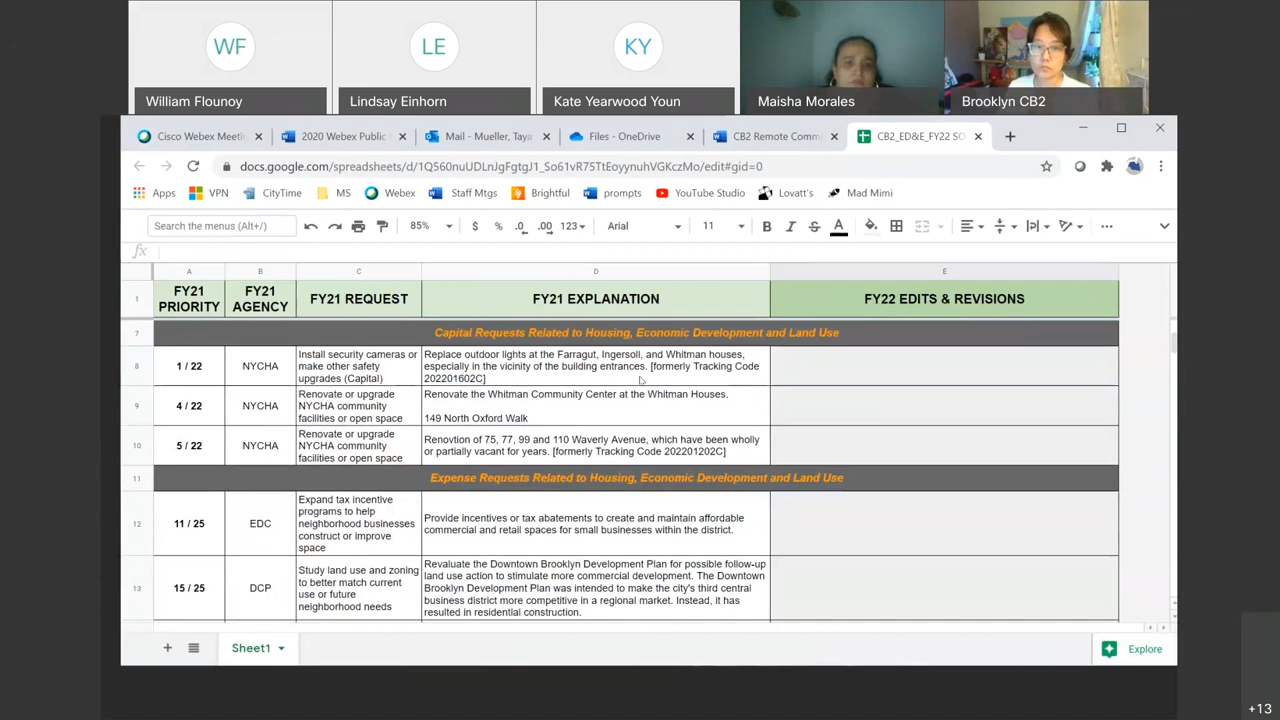 WF
LE
KY
William Flounoy
Lindsay Einhorn
Kate Yearwood Youn
Maisha Morales
Brooklyn CB2
Cisco Webex Meeti
2020 Webex Public
Mail - Mueller, Taya
Files - OneDrive
CB2 Remote Comm
CB2_ED&E_FY22 SO
docs.google.com/spreadsheets/d/1Q560nuUDLnJgFgtgJ1_So61vR75TtEoyynuhVGKczMo/edit#gid=0
Apps
VPN
CityTime
MS
Webex
Staff Mtgs
Brightful
prompts
YouTube Studio
Lovatt's
Mad Mimi
Search the menus (Alt+/)
85%
$
%
.0
.00
123
Arial
11
B
I
S
A
fx
A
B
C
D
E
1
FY21
PRIORITY
FY21
AGENCY
FY21 REQUEST
FY21 EXPLANATION
FY22 EDITS & REVISIONS
7
Capital Requests Related to Housing, Economic Development and Land Use
8
1 / 22
NYCHA
Install security cameras or
make other safety
upgrades (Capital)
Replace outdoor lights at the Farragut, Ingersoll, and Whitman houses,
especially in the vicinity of the building entrances. [formerly Tracking Code
202201602C]
9
4 / 22
NYCHA
Renovate or upgrade
NYCHA community
facilities or open space
Renovate the Whitman Community Center at the Whitman Houses.
149 North Oxford Walk
10
5 / 22
NYCHA
Renovate or upgrade
NYCHA community
facilities or open space
Renovtion of 75, 77, 99 and 110 Waverly Avenue, which have been wholly
or partially vacant for years. [formerly Tracking Code 202201202C]
11
Expense Requests Related to Housing, Economic Development and Land Use
12
11 / 25
EDC
Expand tax incentive
programs to help
neighborhood businesses
construct or improve
space
Provide incentives or tax abatements to create and maintain affordable
commercial and retail spaces for small businesses within the district.
13
15 / 25
DCP
Study land use and zoning
to better match current
use or future
neighborhood needs
Revaluate the Downtown Brooklyn Development Plan for possible follow-up
land use action to stimulate more commercial development. The Downtown
Brooklyn Development Plan was intended to make the city's third central
business district more competitive in a regional market. Instead, it has
resulted in residential construction.
Sheet1
Explore
+13